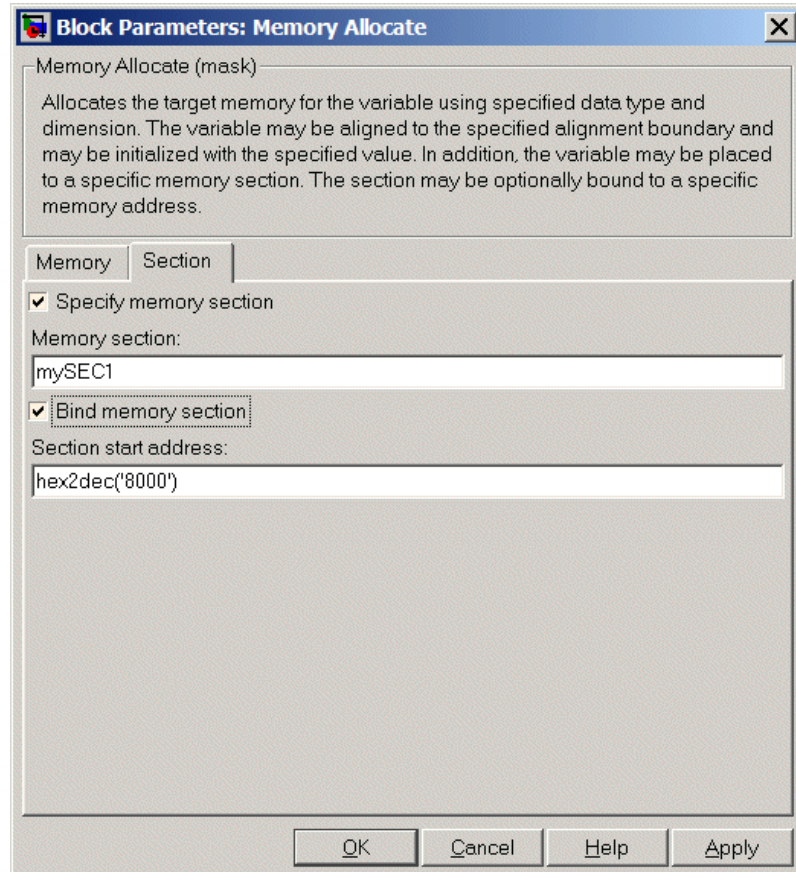 Block Parameters: Memory Allocate
Memory Allocate (mask)
Allocates the target memory for the variable using specified data type and
dimension. The variable may be aligned to the specified alignment boundary and
may be initialized with the specified value. In addition, the variable may be placed
to a specific memory section. The section may be optionally bound to a specific
memory address.
Memory Section
Specify memory section
Memory section:
mySEC1
Bind memory section
Section start address:
hex2dec('8000')
OK Cancel Help Apply